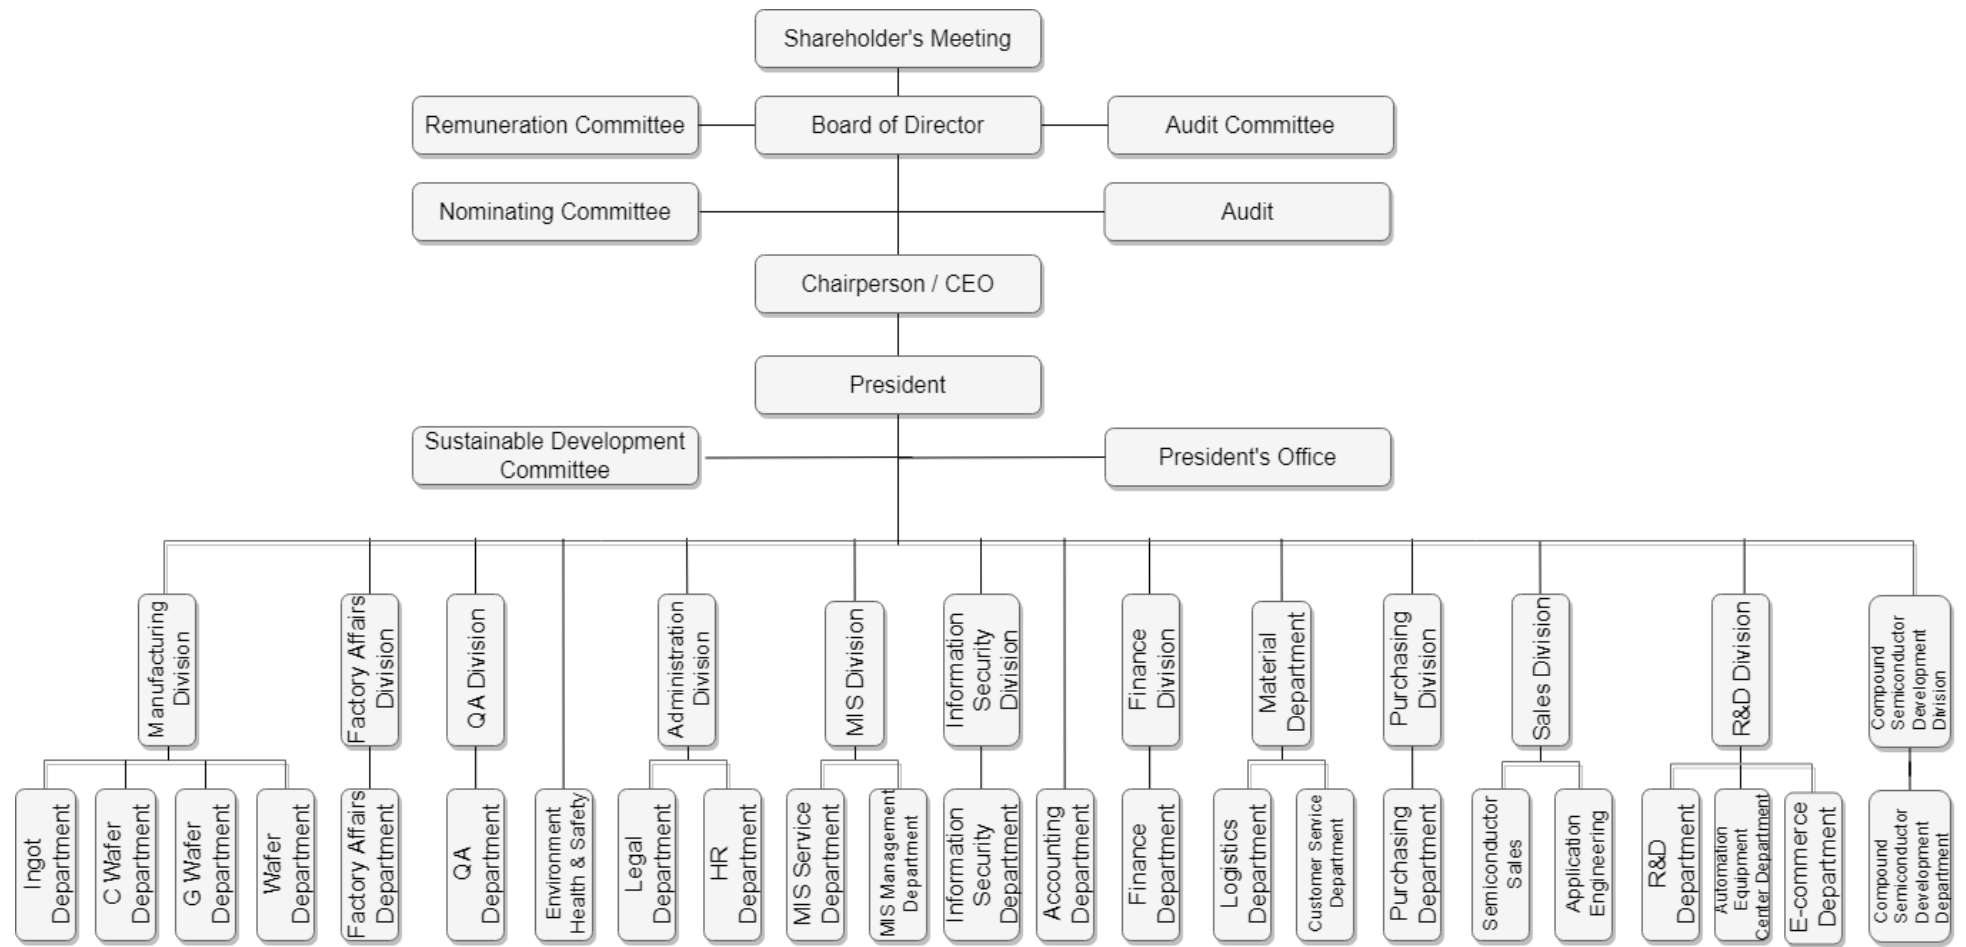 Shareholder's Meeting
Remuneration Committee
Board of Director
Audit Committee
Nominating Committee
Audit
Chairperson / CEO
President
Sustainable Development
Committee
President's Office
Manufacturing
Division
Factory Affairs
Division
QA Division
Administration
Division
MIS Division
Information
Security
Division
Finance
Division
Material
Department
Purchasing
Division
Sales Division
R&D Division
Compound
Semiconductor
Development
Division
Ingot
Department
C Wafer
Department
G Wafer
Department
Wafer
Department
Factory Affairs
Department
QA
Department
Environment
Health & Safety
Legal
Department
HR
Department
MIS Service
Department
MIS Management
Department
Information
Security
Department
Accounting
Department
Finance
Department
Logistics
Department
Customer Service
Department
Purchasing
Department
Semiconductor
Sales
Application
Engineering
R&D
Department
Automation
Equipment
Center Department
E-commerce
Department
Compound
Semiconductor
Development
Department